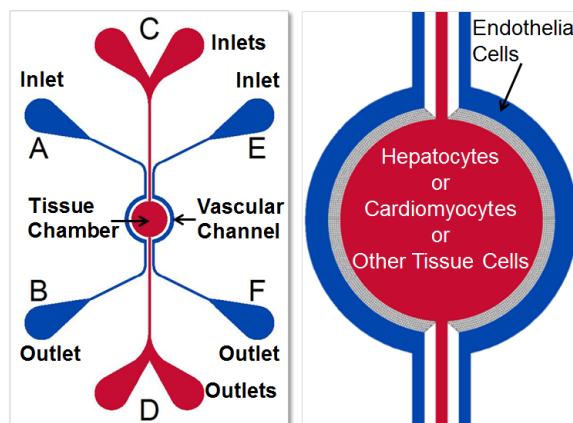 C
Inlets
Inlet
Inlet
A
E
Tissue
Chamber
Vascular
Channel
B
F
Outlet
Outlet
D
Outlets
Endothelia
Cells
Hepatocytes
or
Cardiomyocytes
or
Other Tissue Cells